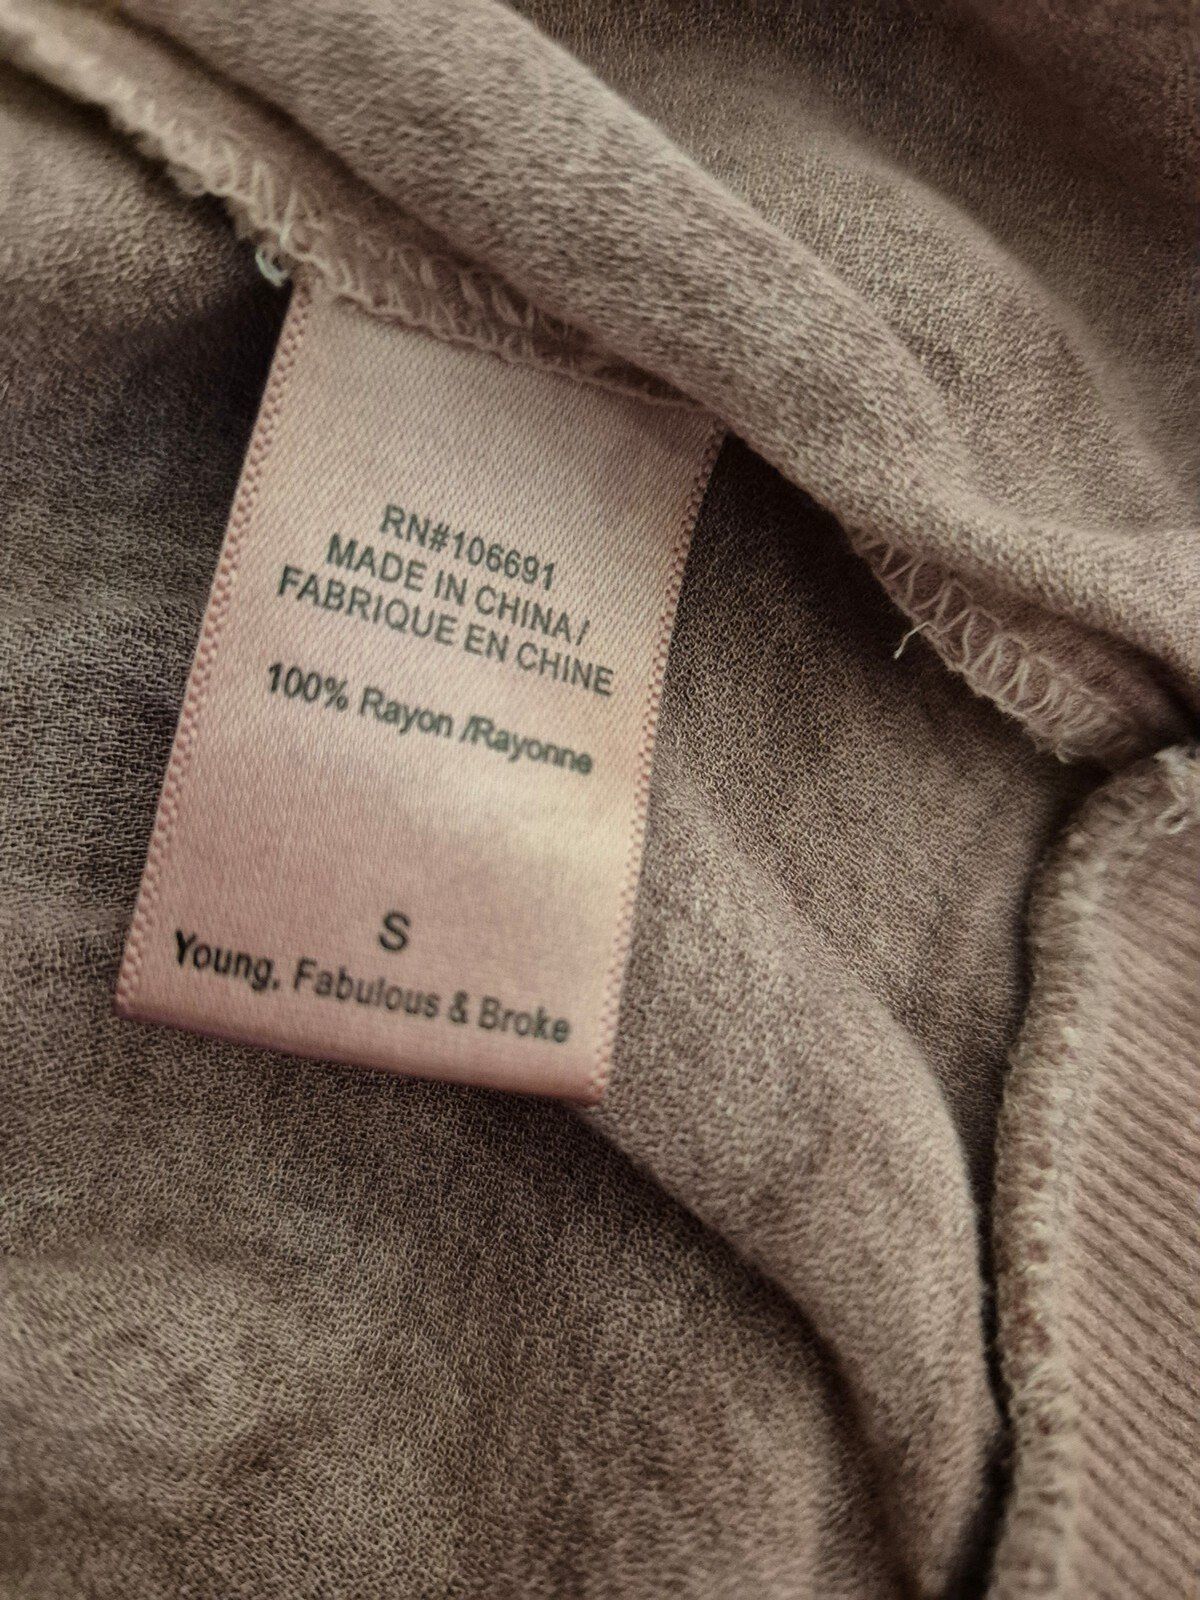 RN#106691
MADE IN CHINA/
FABRIQUE EN CHINE
100% Rayon /Rayonne
S
Young, Fabulous & Broke